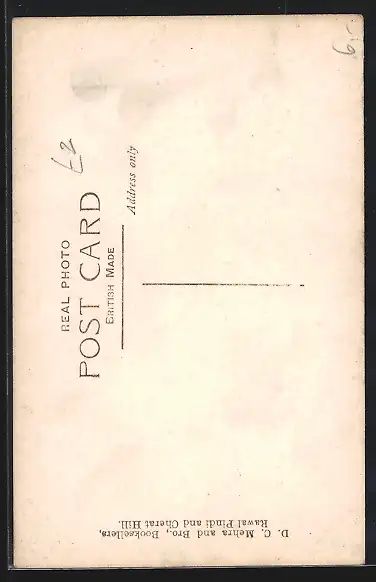 REAL PHOTO
POST CARD
BRITISH MADE
Address only
£2
6,-
D. C. Mehra and Bro., Booksellers,
Rawal Pindi and Cherat Hill.